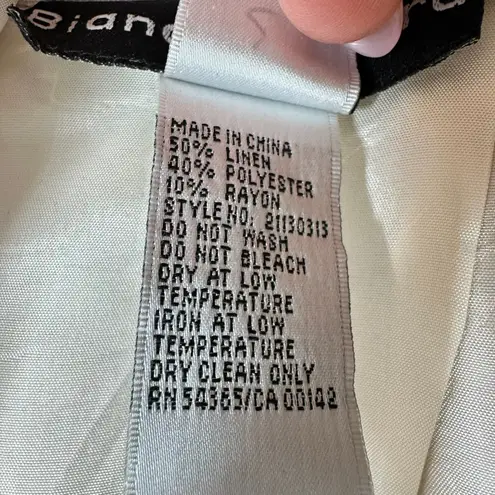 MADE IN CHINA
50% LINEN
40% POLYESTER
10% RAYON
STYLE NO. 21130313
DO NOT WASH
DO NOT BLEACH
DRY AT LOW
TEMPERATURE
IRON AT LOW
TEMPERATURE
DRY CLEAN ONLY
RN 54365/CA 00142